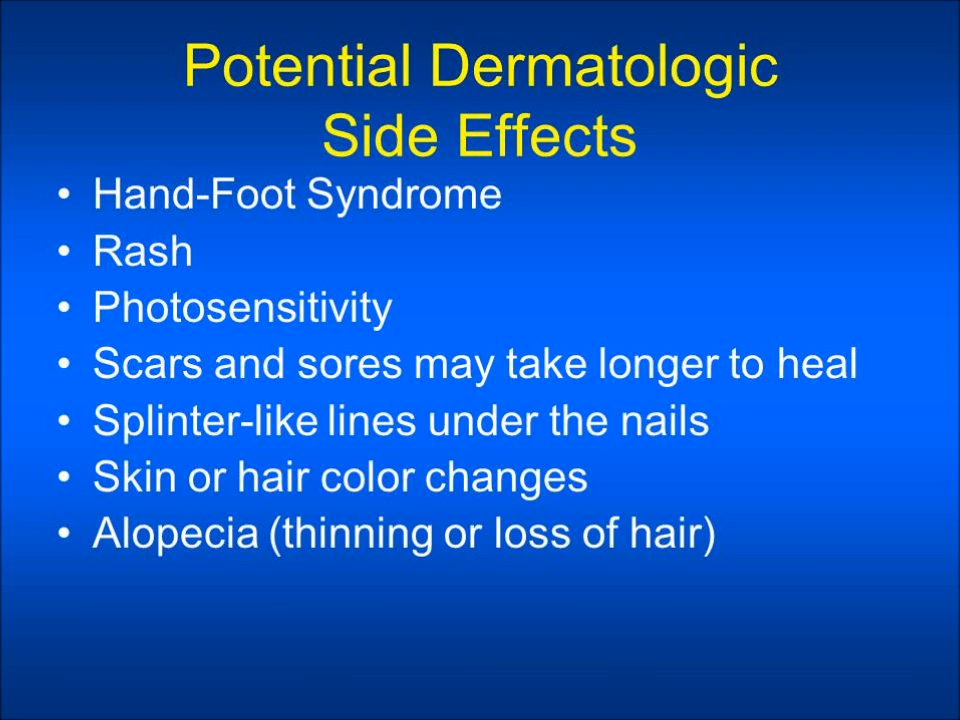 Potential Dermatologic
Side Effects
• Hand-Foot Syndrome
• Rash
• Photosensitivity
• Scars and sores may take longer to heal
• Splinter-like lines under the nails
• Skin or hair color changes
• Alopecia (thinning or loss of hair)